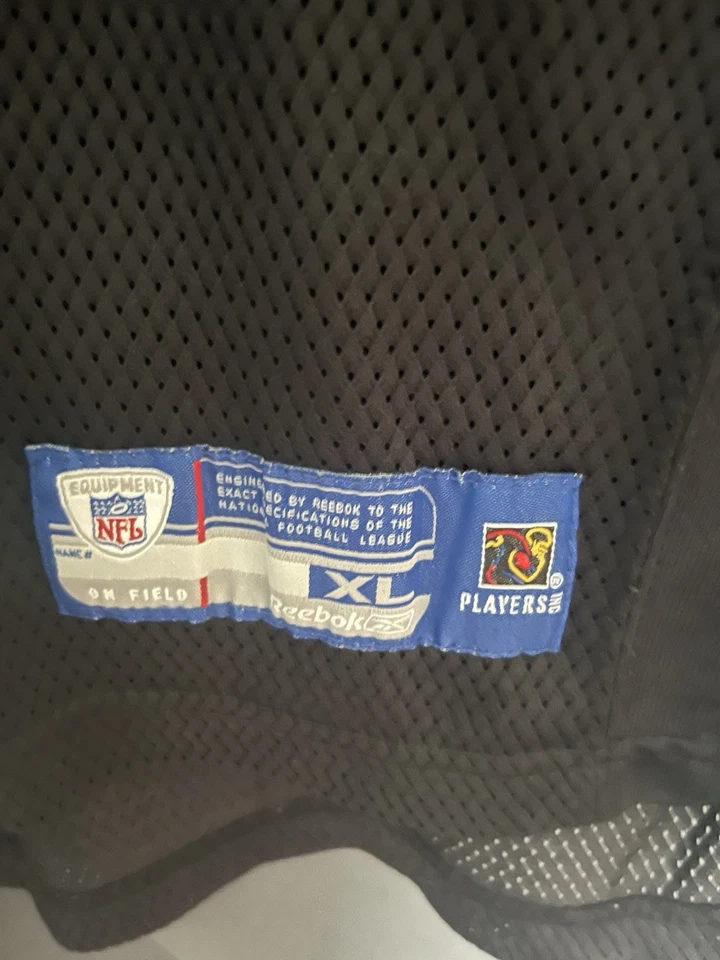 EQUIPMENT
NFL
NAME #
ON FIELD
ENGINE ED BY REEBOK TO THE
EXACT ECIFICATIONS OF THE
NATIO FOOTBALL LEAGUE
XL
Reebok
PLAYERS INC ®